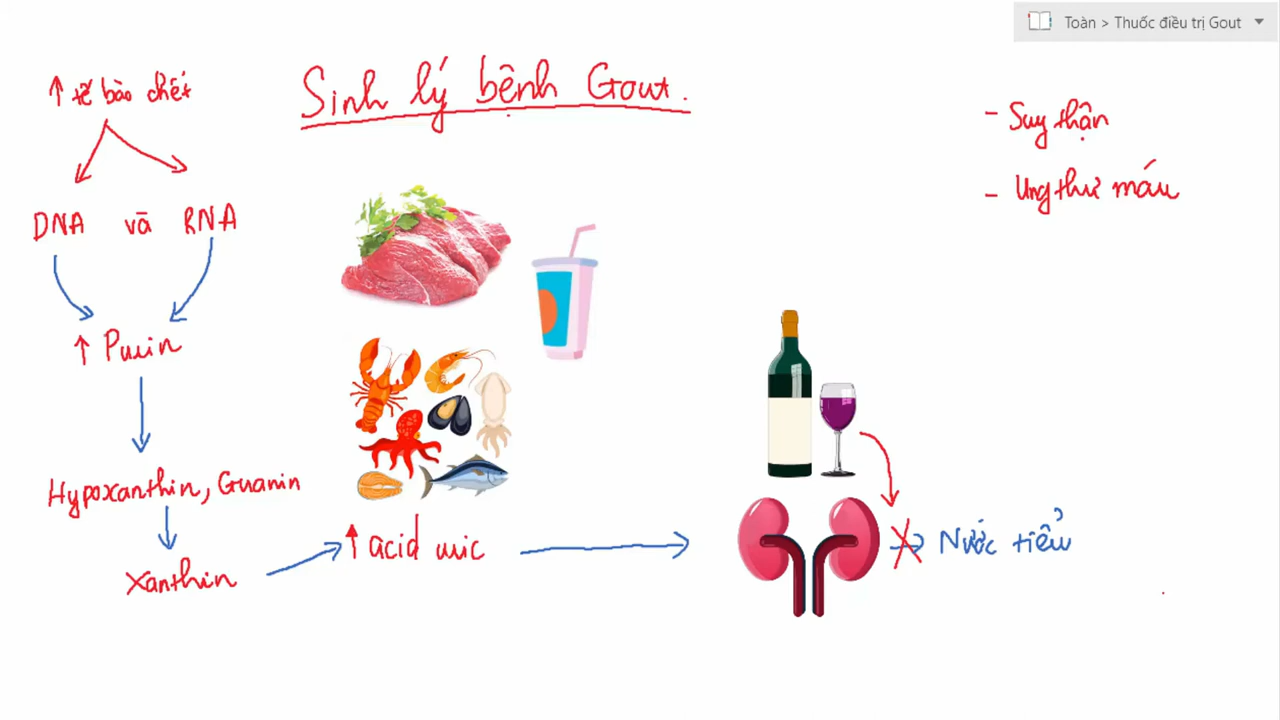 Toàn > Thuốc điều trị Gout
Sinh lý bệnh Gout.
↑ tế bào chết
DNA và RNA
↑ Purin
Hypoxanthin, Guanin
Xanthin
↑ acid uric
Nước tiểu
- Suy thận
- Ung thư máu